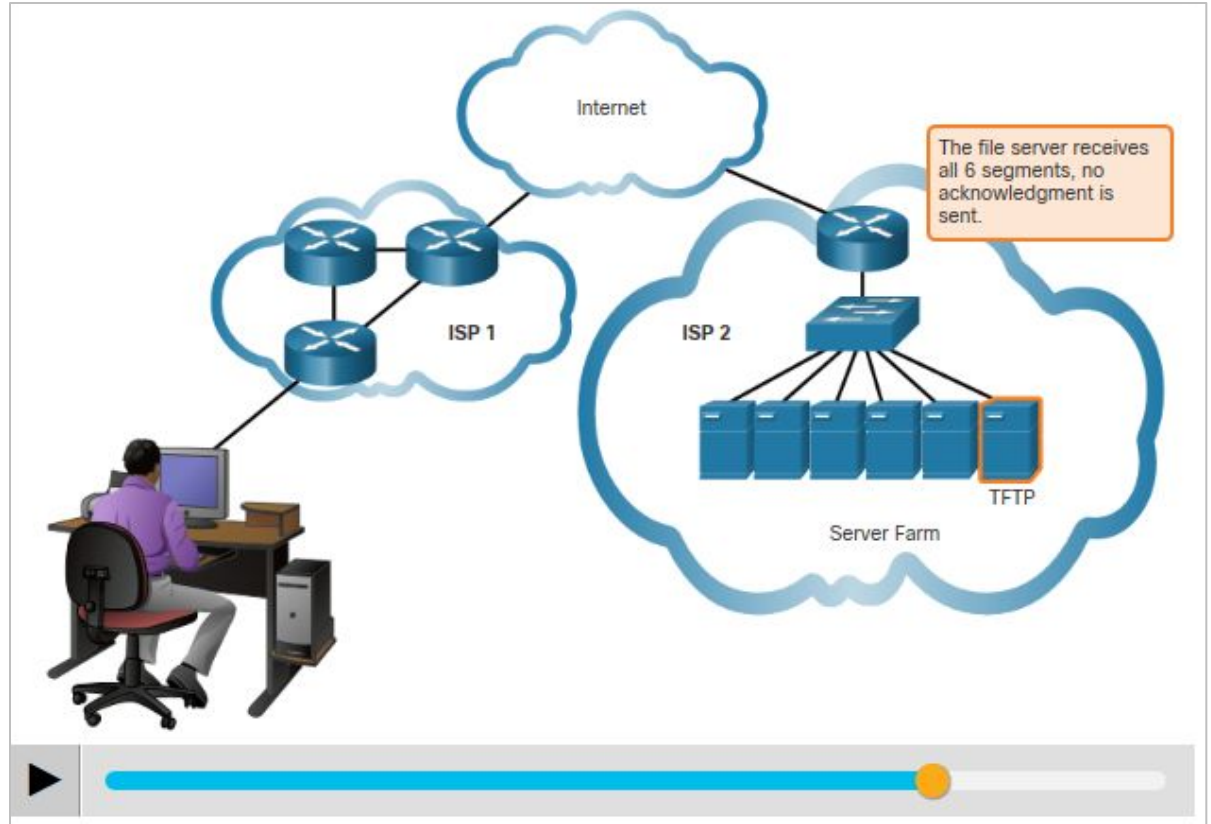 Internet
The file server receives
all 6 segments, no
acknowledgment is
sent.
ISP 1
ISP 2
TFTP
Server Farm